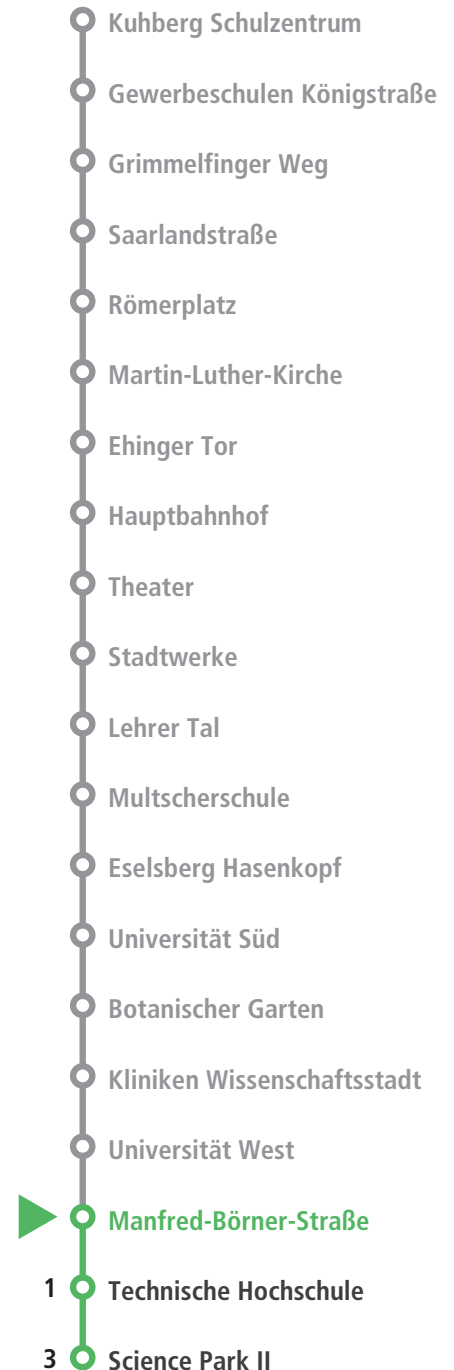 Kuhberg Schulzentrum
Gewerbeschulen Königstraße
Grimmelfinger Weg
Saarlandstraße
Römerplatz
Martin-Luther-Kirche
Ehinger Tor
Hauptbahnhof
Theater
Stadtwerke
Lehrer Tal
Multscherschule
Eselsberg Hasenkopf
Universität Süd
Botanischer Garten
Kliniken Wissenschaftsstadt
Universität West
Manfred-Börner-Straße
1 Technische Hochschule
3 Science Park II